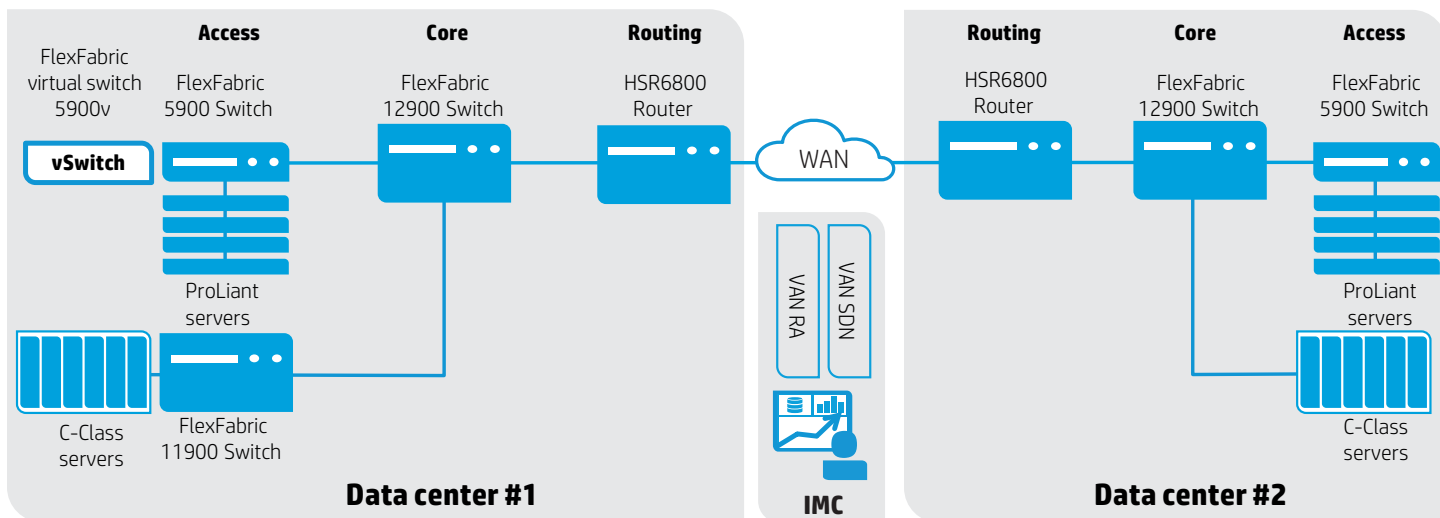 Access
Core
Routing
FlexFabric
virtual switch
5900v
FlexFabric
5900 Switch
FlexFabric
12900 Switch
HSR6800
Router
vSwitch
ProLiant
servers
C-Class
servers
FlexFabric
11900 Switch
Data center #1
WAN
VAN RA
VAN SDN
IMC
Routing
Core
Access
HSR6800
Router
FlexFabric
12900 Switch
FlexFabric
5900 Switch
ProLiant
servers
C-Class
servers
Data center #2